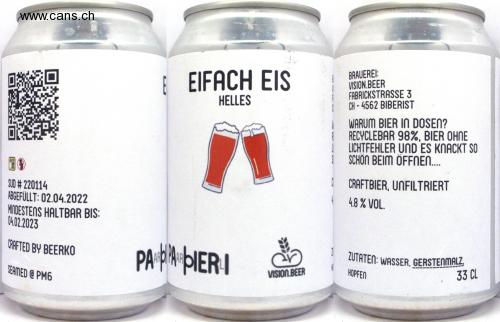 www.cans.ch
SUD # 220114
ABGEFÜLLT: 02.04.2022
MINDESTENS HALTBAR BIS:
04.02.2023
CRAFTED BY BEERKO
SEAMED @ PM6
EIFACH EIS
HELLES
VISION.BEER
BRAUEREI:
VISION.BEER
FABRICKSTRASSE 3
CH - 4562 BIBERIST
WARUM BIER IN DOSEN?
RECYCLEBAR 98%, BIER OHNE
LICHTFEHLER UND ES KNACKT SO
SCHÖN BEIM ÖFFNEN....
CRAFTBIER, UNFILTRIERT
4.8 % VOL.
ZUTATEN: WASSER, GERSTENMALZ,
HOPFEN
33 CL